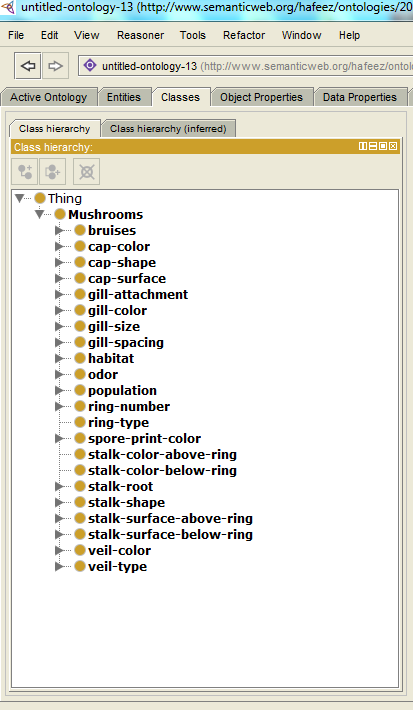 untitled-ontology-13 (http://www.semanticweb.org/hafeez/ontologies/20
File Edit View Reasoner Tools Refactor Window Help
untitled-ontology-13 (http://www.semanticweb.org/hafeez/ontolo
Active Ontology Entities Classes Object Properties Data Properties
Class hierarchy Class hierarchy (inferred)
Class hierarchy:
Thing
Mushrooms
bruises
cap-color
cap-shape
cap-surface
gill-attachment
gill-color
gill-size
gill-spacing
habitat
odor
population
ring-number
ring-type
spore-print-color
stalk-color-above-ring
stalk-color-below-ring
stalk-root
stalk-shape
stalk-surface-above-ring
stalk-surface-below-ring
veil-color
veil-type